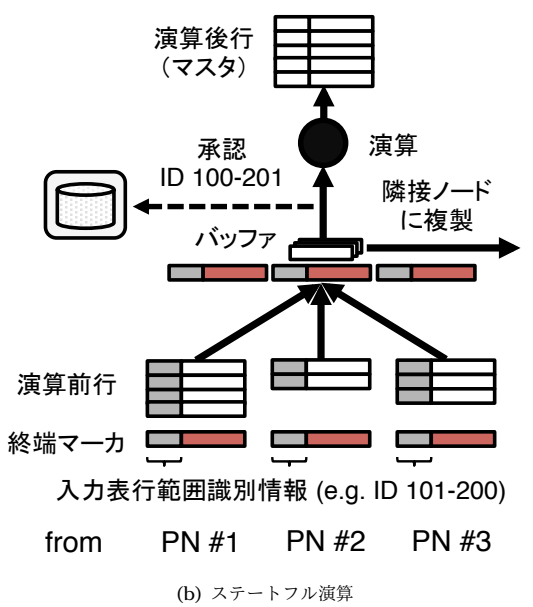 演算後行
(マスタ)
演算
承認
ID 100-201
隣接ノード
に複製
バッファ
演算前行
終端マーカ
入力表行範囲識別情報 (e.g. ID 101-200)
from PN #1 PN #2 PN #3
(b) ステートフル演算